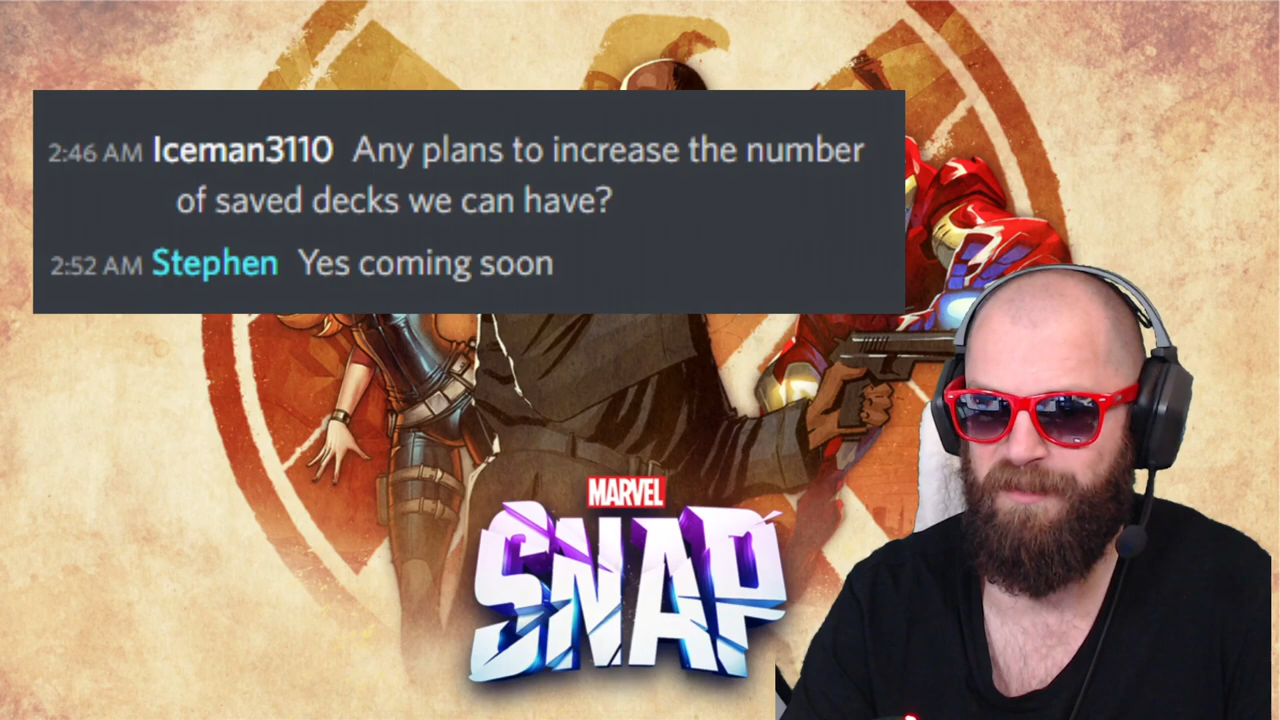 2:46 AM Iceman3110 Any plans to increase the number
of saved decks we can have?
2:52 AM Stephen Yes coming soon
MARVEL
SNAP